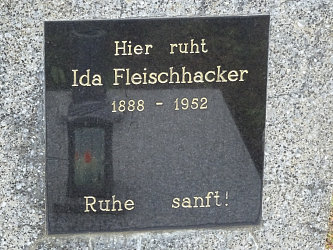 Hier ruht
Ida Fleischhacker
1888 - 1952
Ruhe sanft!